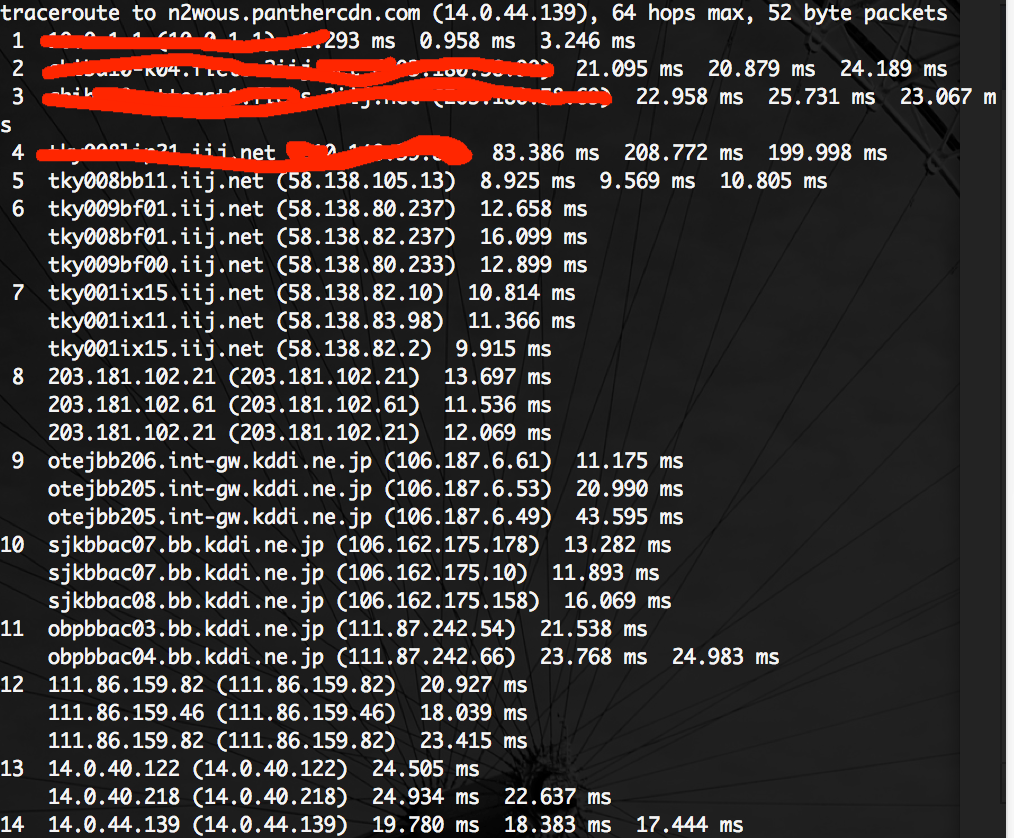 traceroute to n2wous.panthercdn.com (14.0.44.139), 64 hops max, 52 byte packets
1 293 ms 0.958 ms 3.246 ms
2 21.095 ms 20.879 ms 24.189 ms
3 22.958 ms 25.731 ms 23.067 m
s
4 .iij.net 83.386 ms 208.772 ms 199.998 ms
5 tky008bb11.iij.net (58.138.105.13) 8.925 ms 9.569 ms 10.805 ms
6 tky009bf01.iij.net (58.138.80.237) 12.658 ms
tky008bf01.iij.net (58.138.82.237) 16.099 ms
tky009bf00.iij.net (58.138.80.233) 12.899 ms
7 tky001ix15.iij.net (58.138.82.10) 10.814 ms
tky001ix11.iij.net (58.138.83.98) 11.366 ms
tky001ix15.iij.net (58.138.82.2) 9.915 ms
8 203.181.102.21 (203.181.102.21) 13.697 ms
203.181.102.61 (203.181.102.61) 11.536 ms
203.181.102.21 (203.181.102.21) 12.069 ms
9 otejbb206.int-gw.kddi.ne.jp (106.187.6.61) 11.175 ms
otejbb205.int-gw.kddi.ne.jp (106.187.6.53) 20.990 ms
otejbb205.int-gw.kddi.ne.jp (106.187.6.49) 43.595 ms
10 sjkbbac07.bb.kddi.ne.jp (106.162.175.178) 13.282 ms
sjkbbac07.bb.kddi.ne.jp (106.162.175.10) 11.893 ms
sjkbbac08.bb.kddi.ne.jp (106.162.175.158) 16.069 ms
11 obpbbac03.bb.kddi.ne.jp (111.87.242.54) 21.538 ms
obpbbac04.bb.kddi.ne.jp (111.87.242.66) 23.768 ms 24.983 ms
12 111.86.159.82 (111.86.159.82) 20.927 ms
111.86.159.46 (111.86.159.46) 18.039 ms
111.86.159.82 (111.86.159.82) 23.415 ms
13 14.0.40.122 (14.0.40.122) 24.505 ms
14.0.40.218 (14.0.40.218) 24.934 ms 22.637 ms
14 14.0.44.139 (14.0.44.139) 19.780 ms 18.383 ms 17.444 ms